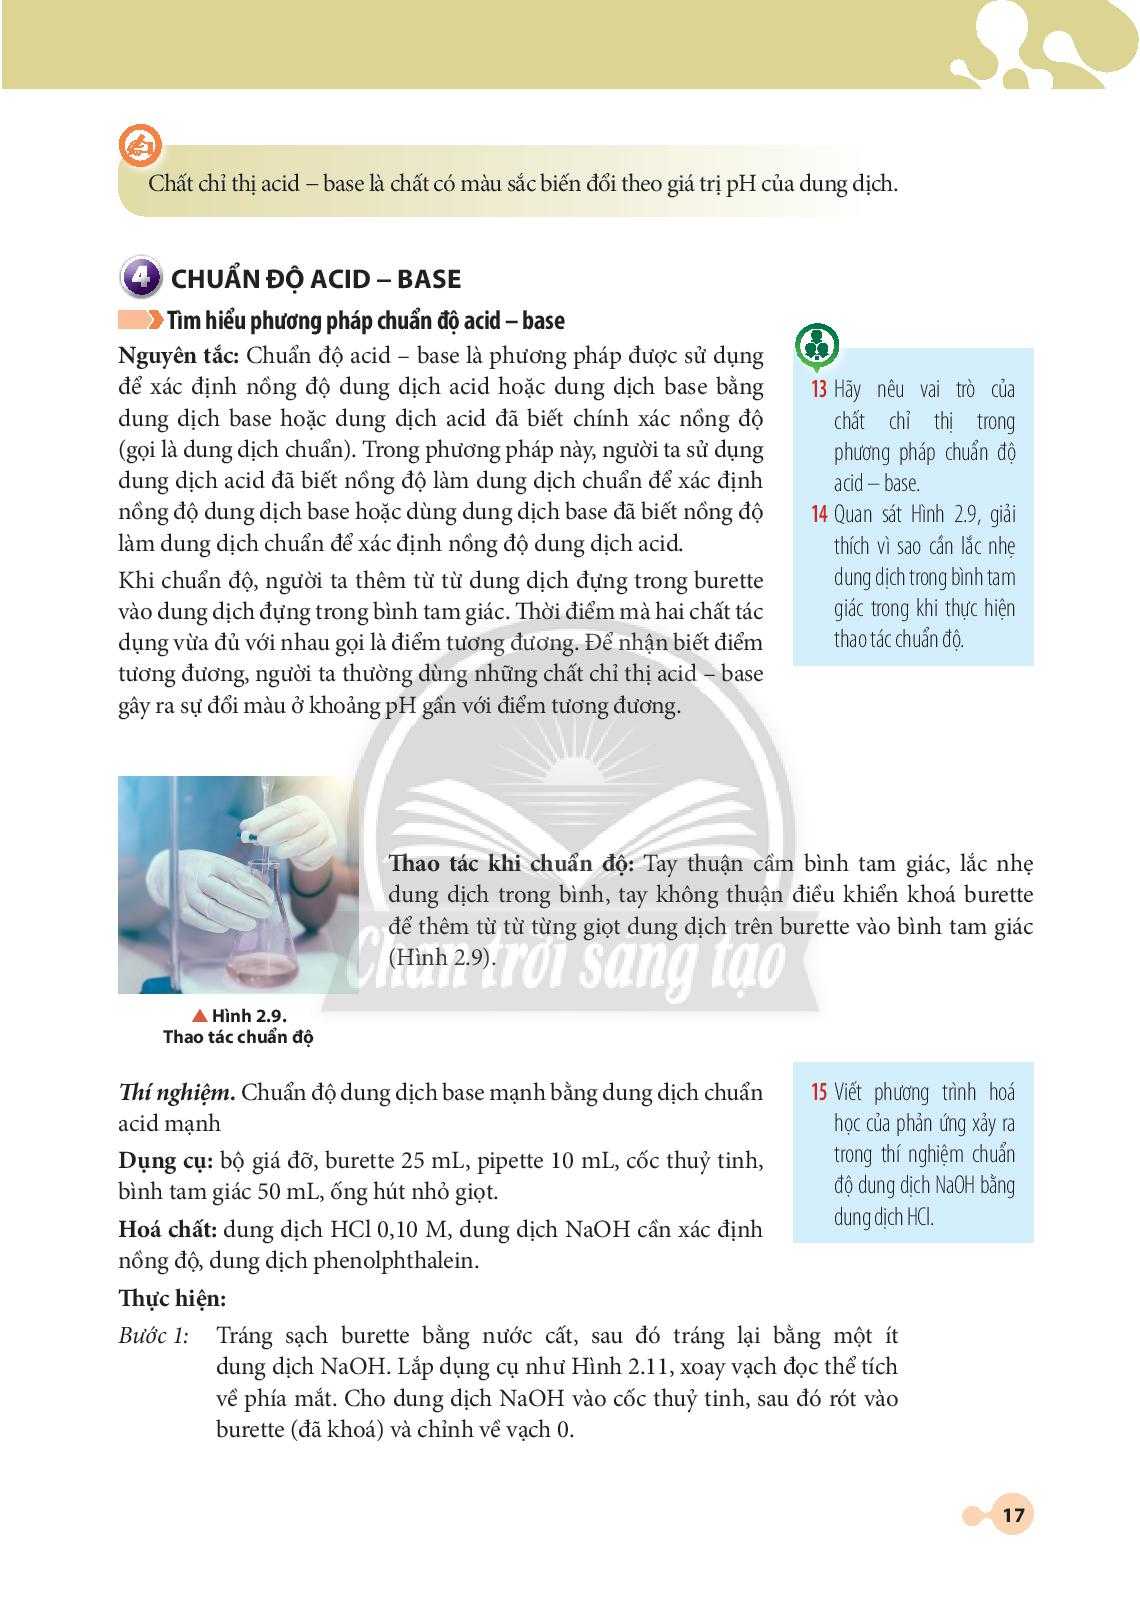 Chất chỉ thị acid – base là chất có màu sắc biến đổi theo giá trị pH của dung dịch.
4 CHUẨN ĐỘ ACID – BASE
Tìm hiểu phương pháp chuẩn độ acid – base
Nguyên tắc: Chuẩn độ acid – base là phương pháp được sử dụng
để xác định nồng độ dung dịch acid hoặc dung dịch base bằng
dung dịch base hoặc dung dịch acid đã biết chính xác nồng độ
(gọi là dung dịch chuẩn). Trong phương pháp này, người ta sử dụng
dung dịch acid đã biết nồng độ làm dung dịch chuẩn để xác định
nồng độ dung dịch base hoặc dùng dung dịch base đã biết nồng độ
làm dung dịch chuẩn để xác định nồng độ dung dịch acid.
Khi chuẩn độ, người ta thêm từ từ dung dịch đựng trong burette
vào dung dịch đựng trong bình tam giác. Thời điểm mà hai chất tác
dụng vừa đủ với nhau gọi là điểm tương đương. Để nhận biết điểm
tương đương, người ta thường dùng những chất chỉ thị acid – base
gây ra sự đổi màu ở khoảng pH gần với điểm tương đương.
13 Hãy nêu vai trò của
chất chỉ thị trong
phương pháp chuẩn độ
acid – base.
14 Quan sát Hình 2.9, giải
thích vì sao cần lắc nhẹ
dung dịch trong bình tam
giác trong khi thực hiện
thao tác chuẩn độ.
Thao tác khi chuẩn độ: Tay thuận cầm bình tam giác, lắc nhẹ
dung dịch trong bình, tay không thuận điều khiển khoá burette
để thêm từ từ từng giọt dung dịch trên burette vào bình tam giác
(Hình 2.9).
Chân trời sáng tạo
▲ Hình 2.9.
Thao tác chuẩn độ
Thí nghiệm. Chuẩn độ dung dịch base mạnh bằng dung dịch chuẩn
acid mạnh
Dụng cụ: bộ giá đỡ, burette 25 mL, pipette 10 mL, cốc thuỷ tinh,
bình tam giác 50 mL, ống hút nhỏ giọt.
Hoá chất: dung dịch HCl 0,10 M, dung dịch NaOH cần xác định
nồng độ, dung dịch phenolphthalein.
15 Viết phương trình hoá
học của phản ứng xảy ra
trong thí nghiệm chuẩn
độ dung dịch NaOH bằng
dung dịch HCl.
Thực hiện:
Bước 1: Tráng sạch burette bằng nước cất, sau đó tráng lại bằng một ít
dung dịch NaOH. Lắp dụng cụ như Hình 2.11, xoay vạch đọc thể tích
về phía mắt. Cho dung dịch NaOH vào cốc thuỷ tinh, sau đó rót vào
burette (đã khoá) và chỉnh về vạch 0.
17